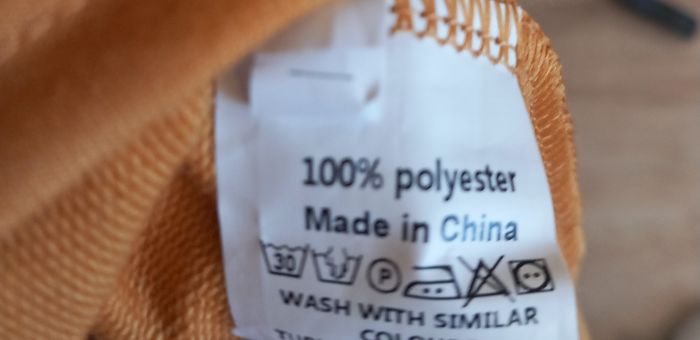 100% polyester
Made in China
30 P
WASH WITH SIMILAR